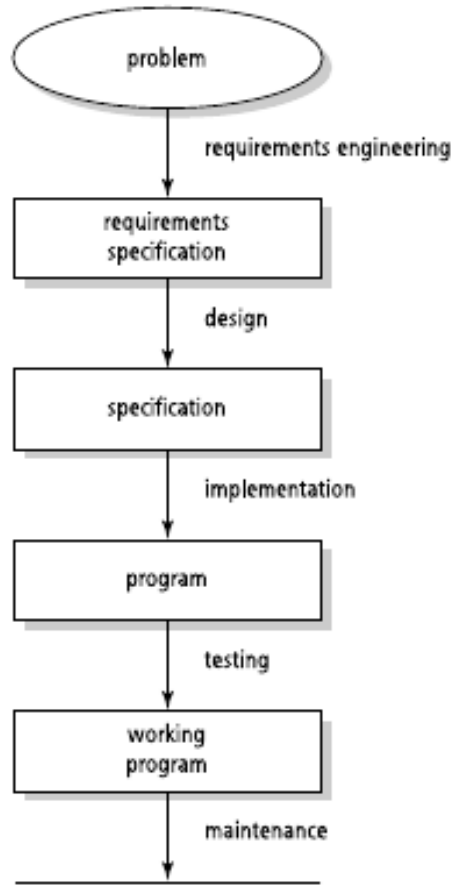 problem
requirements engineering
requirements
specification
design
specification
implementation
program
testing
working
program
maintenance